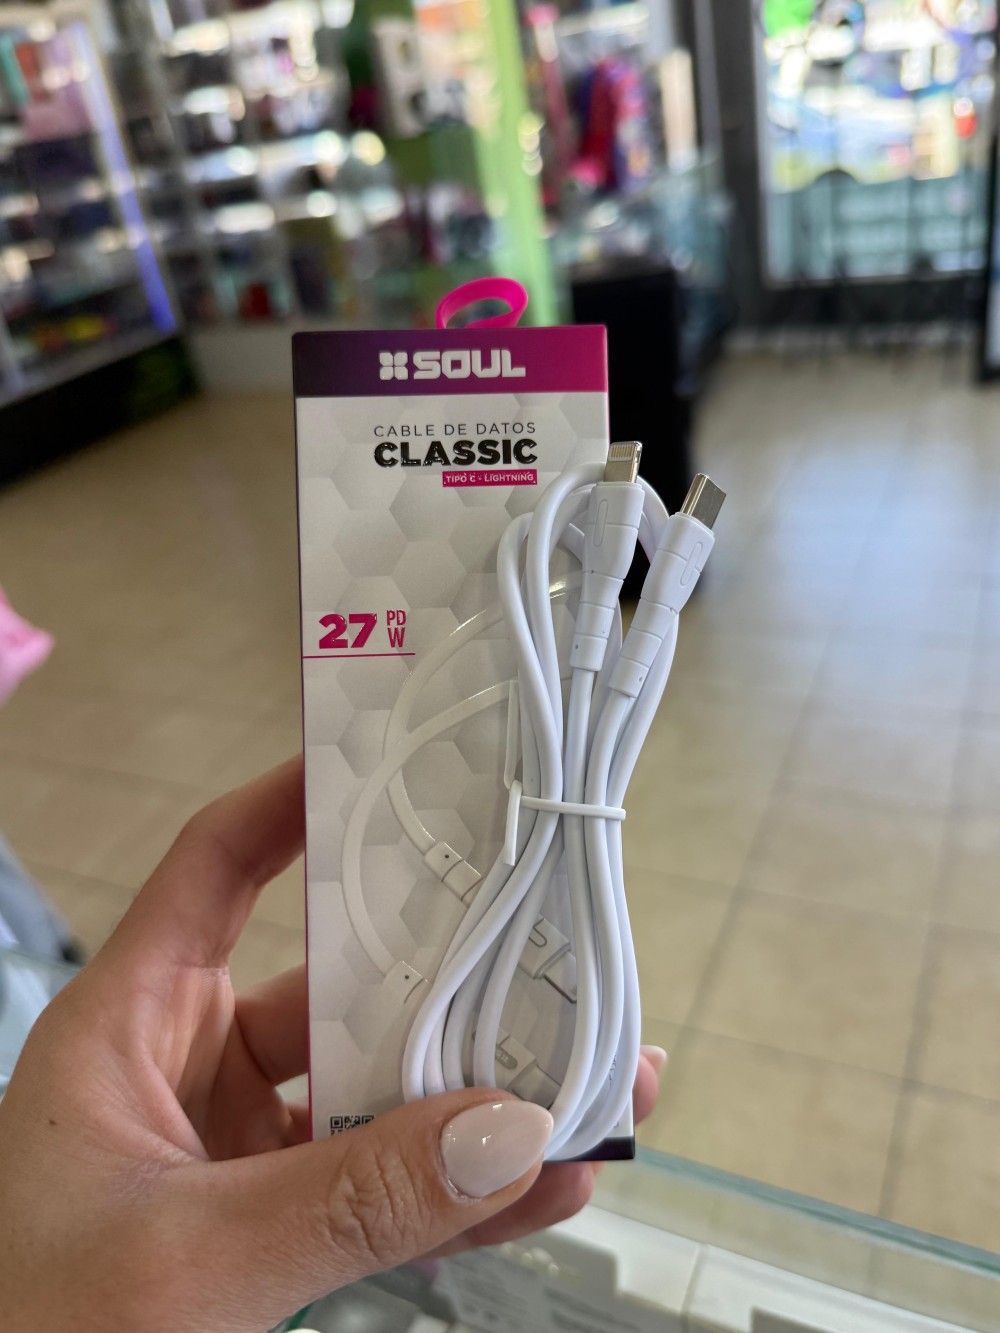 SOUL
CABLE DE DATOS
CLASSIC
TIPO C - LIGHTNING
27 PD W